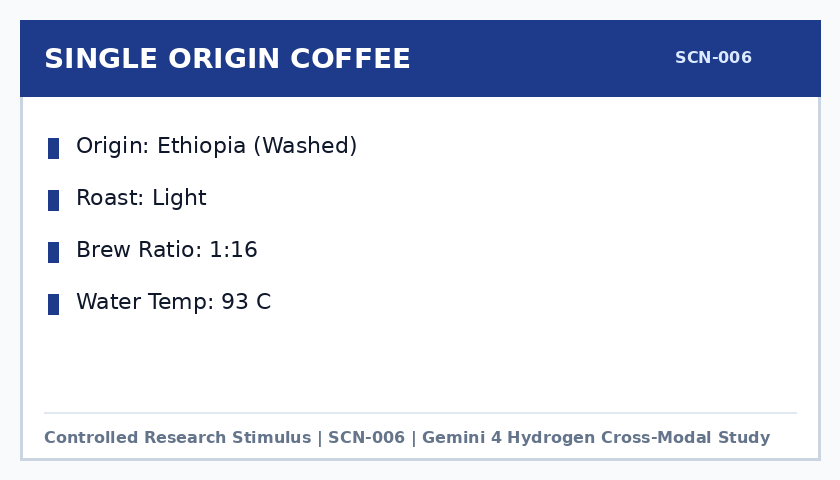 SINGLE ORIGIN COFFEE
SCN-006
Origin: Ethiopia (Washed)
Roast: Light
Brew Ratio: 1:16
Water Temp: 93 C
Controlled Research Stimulus | SCN-006 | Gemini 4 Hydrogen Cross-Modal Study